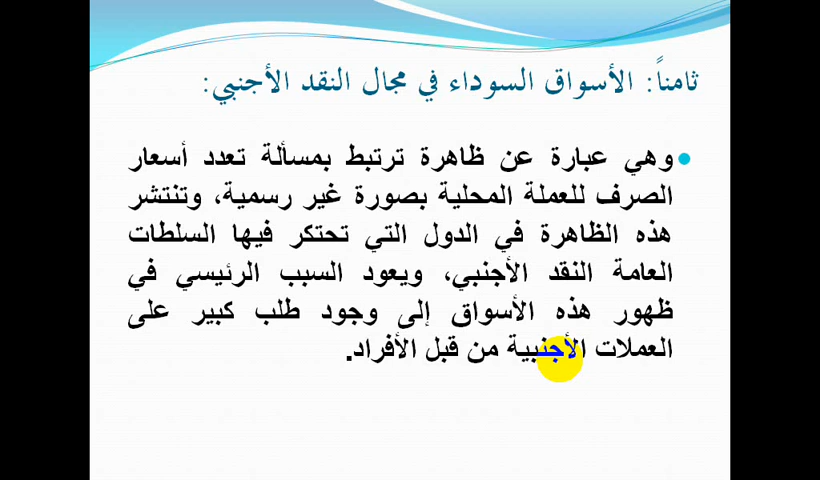 ثامناً: الأسواق السوداء في مجال النقد الأجنبي:
وهي عبارة عن ظاهرة ترتبط بمسألة تعدد أسعار
الصرف للعملة المحلية بصورة غير رسمية، وتنتشر
هذه الظاهرة في الدول التي تحتكر فيها السلطات
العامة النقد الأجنبي، ويعود السبب الرئيسي في
ظهور هذه الأسواق إلى وجود طلب كبير على
العملات الأجنبية من قبل الأفراد.